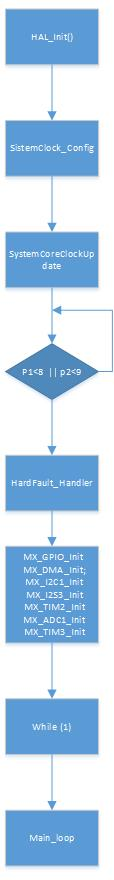 HAL_Init()
SistemClock_Config
SystemCoreClockUp
date
P1<8 || p2<9
HardFault_Handler
MX_GPIO_Init
MX_DMA_Init;
MX_I2C1_Init
MX_I2S3_Init
MX_TIM2_Init
MX_ADC1_Init
MX_TIM3_Init
While (1)
Main_loop